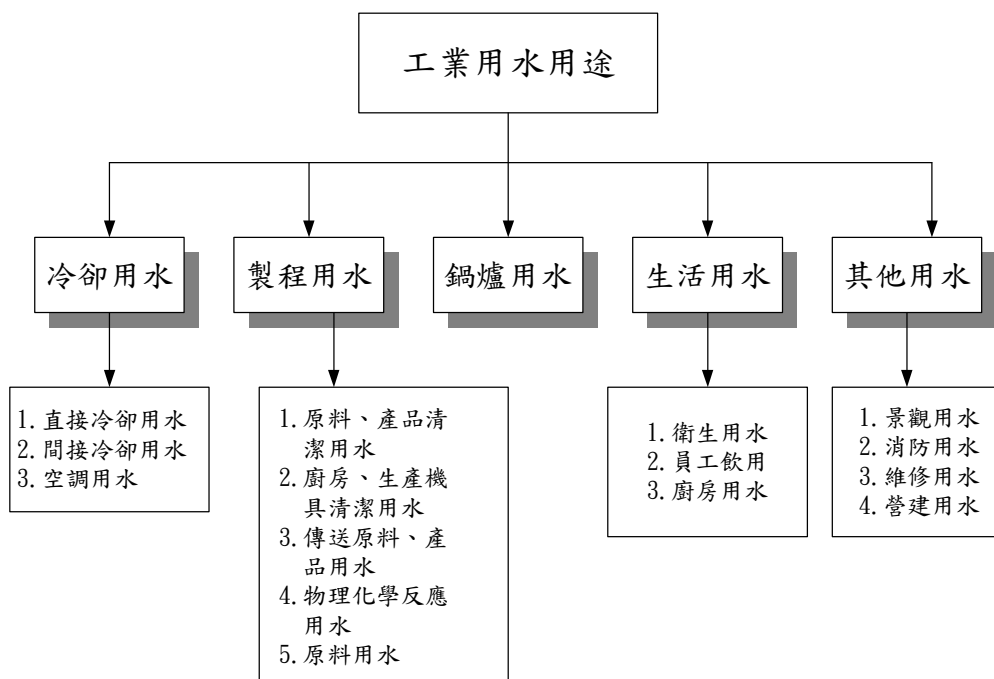 工業用水用途
冷卻用水
製程用水
鍋爐用水
生活用水
其他用水
1. 直接冷卻用水
2. 間接冷卻用水
3. 空調用水
1. 原料、產品清
潔用水
2. 廚房、生產機
具清潔用水
3. 傳送原料、產
品用水
4. 物理化學反應
用水
5. 原料用水
1. 衛生用水
2. 員工飲用
3. 廚房用水
1. 景觀用水
2. 消防用水
3. 維修用水
4. 營建用水